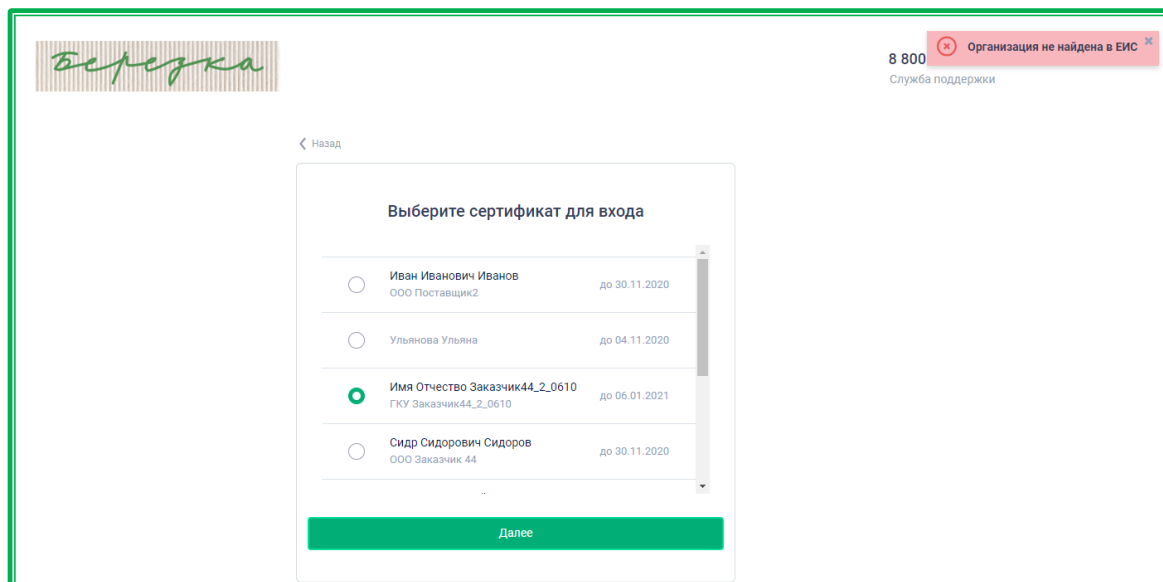 Березка
8 800
Служба поддержки
Организация не найдена в ЕИС
Назад
Выберите сертификат для входа
Иван Иванович Иванов
ООО Поставщик2
до 30.11.2020
Ульянова Ульяна
до 04.11.2020
Имя Отчество Заказчик44_2_0610
ГКУ Заказчик44_2_0610
до 06.01.2021
Сидр Сидорович Сидоров
ООО Заказчик 44
до 30.11.2020
Далее